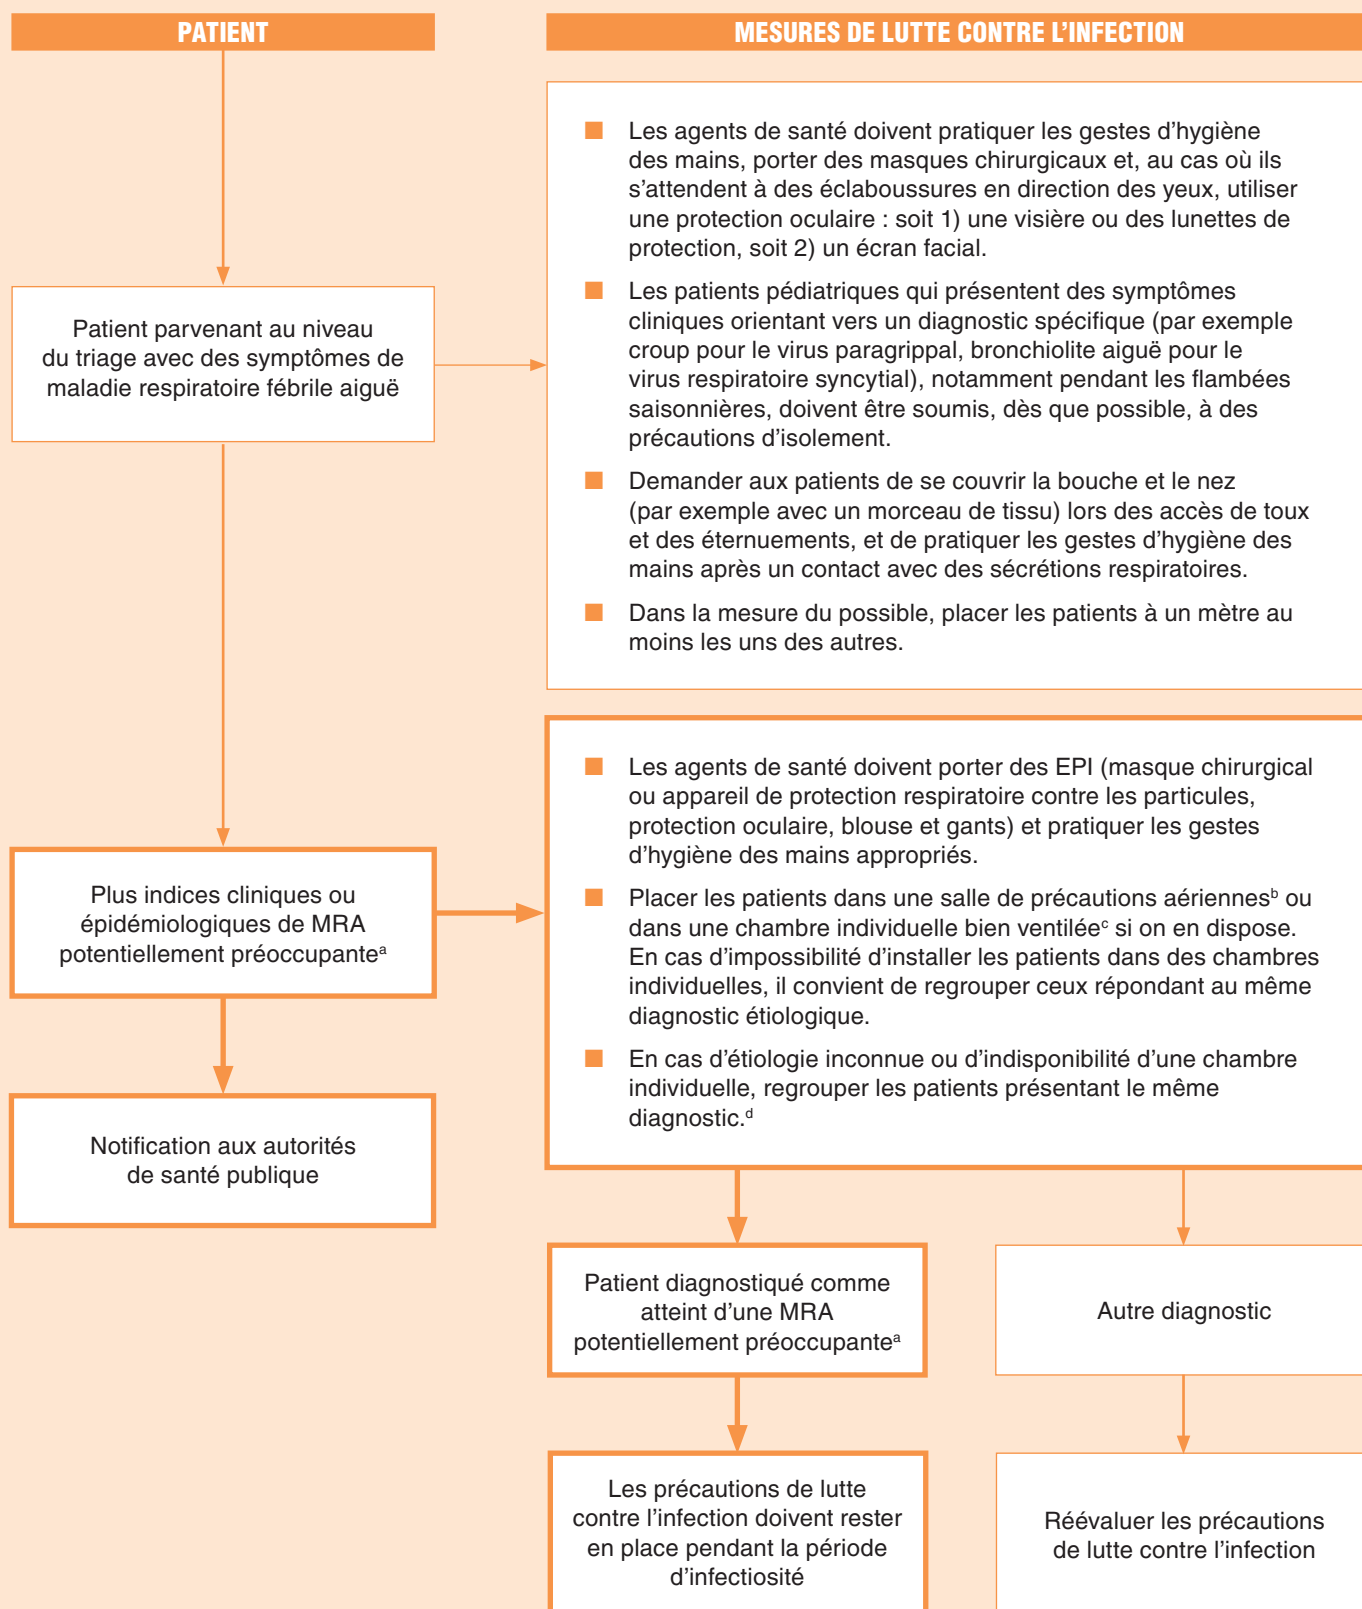 PATIENT
MESURES DE LUTTE CONTRE L'INFECTION
■ Les agents de santé doivent pratiquer les gestes d'hygiène
des mains, porter des masques chirurgicaux et, au cas où ils
s'attendent à des éclaboussures en direction des yeux, utiliser
une protection oculaire : soit 1) une visière ou des lunettes de
protection, soit 2) un écran facial.
■ Les patients pédiatriques qui présentent des symptômes
cliniques orientant vers un diagnostic spécifique (par exemple
croup pour le virus paragrippal, bronchiolite aiguë pour le
virus respiratoire syncytial), notamment pendant les flambées
saisonnières, doivent être soumis, dès que possible, à des
précautions d'isolement.
■ Demander aux patients de se couvrir la bouche et le nez
(par exemple avec un morceau de tissu) lors des accès de toux
et des éternuements, et de pratiquer les gestes d'hygiène des
mains après un contact avec des sécrétions respiratoires.
■ Dans la mesure du possible, placer les patients à un mètre au
moins les uns des autres.
Patient parvenant au niveau
du triage avec des symptômes de
maladie respiratoire fébrile aiguë
■ Les agents de santé doivent porter des EPI (masque chirurgical
ou appareil de protection respiratoire contre les particules,
protection oculaire, blouse et gants) et pratiquer les gestes
d'hygiène des mains appropriés.
■ Placer les patients dans une salle de précautions aériennesᵇ ou
dans une chambre individuelle bien ventiléeᶜ si on en dispose.
En cas d'impossibilité d'installer les patients dans des chambres
individuelles, il convient de regrouper ceux répondant au même
diagnostic étiologique.
■ En cas d'étiologie inconnue ou d'indisponibilité d'une chambre
individuelle, regrouper les patients présentant le même
diagnostic.ᵈ
Plus indices cliniques ou
épidémiologiques de MRA
potentiellement préoccupanteᵃ
Notification aux autorités
de santé publique
Patient diagnostiqué comme
atteint d'une MRA
potentiellement préoccupanteᵃ
Autre diagnostic
Les précautions de lutte
contre l'infection doivent rester
en place pendant la période
d'infectiosité
Réévaluer les précautions
de lutte contre l'infection